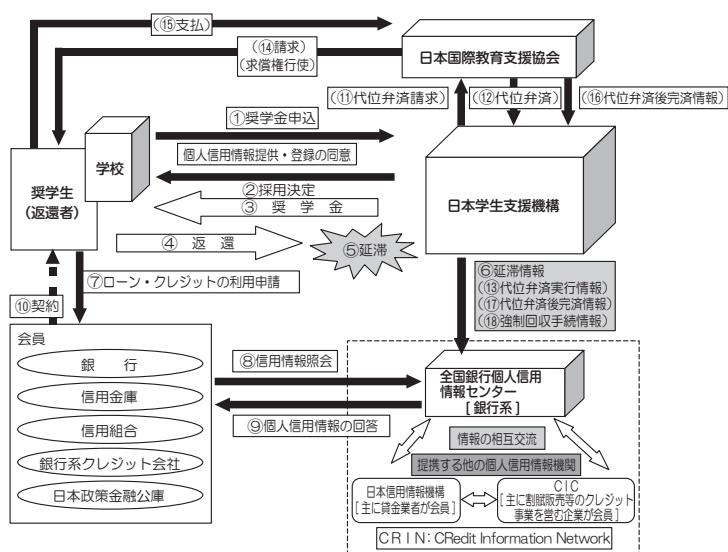 (⑮支払)
(⑭請求)
(求償権行使)
日本国際教育支援協会
(⑪代位弁済請求)
(⑫代位弁済)
(⑯代位弁済後完済情報)
①奨学金申込
個人信用情報提供・登録の同意
学校
奨学生
(返還者)
②採用決定
③ 奨 学 金
④ 返 還
⑤延滞
日本学生支援機構
⑥延滞情報
(⑬代位弁済実行情報)
(⑰代位弁済後完済情報)
(⑱強制回収手続情報)
⑦ローン・クレジットの利用申請
⑩契約
会員
銀 行
信用金庫
信用組合
銀行系クレジット会社
日本政策金融公庫
⑧信用情報照会
⑨個人信用情報の回答
全国銀行個人信用
情報センター
[ 銀行系 ]
情報の相互交流
提携する他の個人信用情報機関
日本信用情報機構
[ 主に貸金業者が会員 ]
CIC
[ 主に割賦販売等のクレジット
事業を営む企業が会員 ]
CRIN: CRedit Information Network